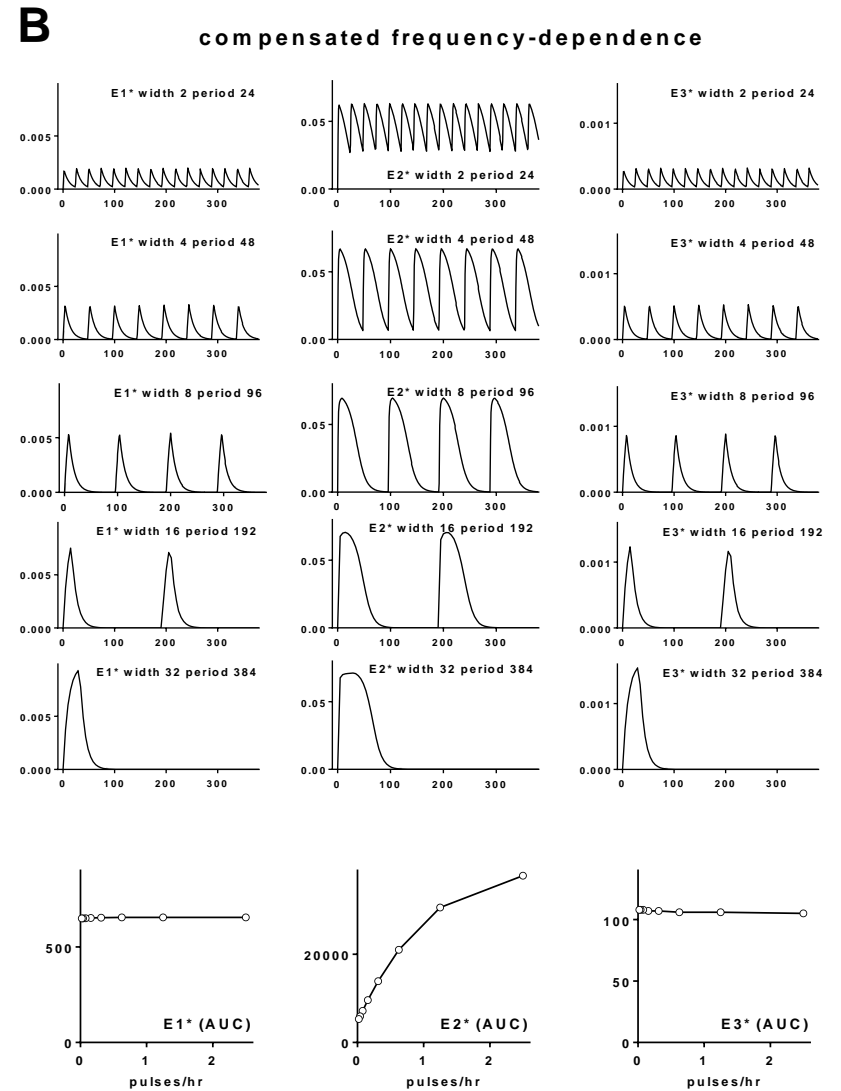 B
compensated frequency-dependence
E1* width 2 period 24
0.005
0.000
0 100 200 300
E2* width 2 period 24
0.05
0.00
0 100 200 300
E3* width 2 period 24
0.001
0.000
0 100 200 300
E1* width 4 period 48
0.005
0.000
0 100 200 300
E2* width 4 period 48
0.05
0.00
0 100 200 300
E3* width 4 period 48
0.001
0.000
0 100 200 300
E1* width 8 period 96
0.005
0.000
0 100 200 300
E2* width 8 period 96
0.05
0.00
0 100 200 300
E3* width 8 period 96
0.001
0.000
0 100 200 300
E1* width 16 period 192
0.005
0.000
0 100 200 300
E2* width 16 period 192
0.05
0.00
0 100 200 300
E3* width 16 period 192
0.001
0.000
0 100 200 300
E1* width 32 period 384
0.005
0.000
0 100 200 300
E2* width 32 period 384
0.05
0.00
0 100 200 300
E3* width 32 period 384
0.001
0.000
0 100 200 300
500
0
E1* (AUC)
0 1 2
pulses/hr
20000
0
E2* (AUC)
0 1 2
pulses/hr
100
50
0
E3* (AUC)
0 1 2
pulses/hr